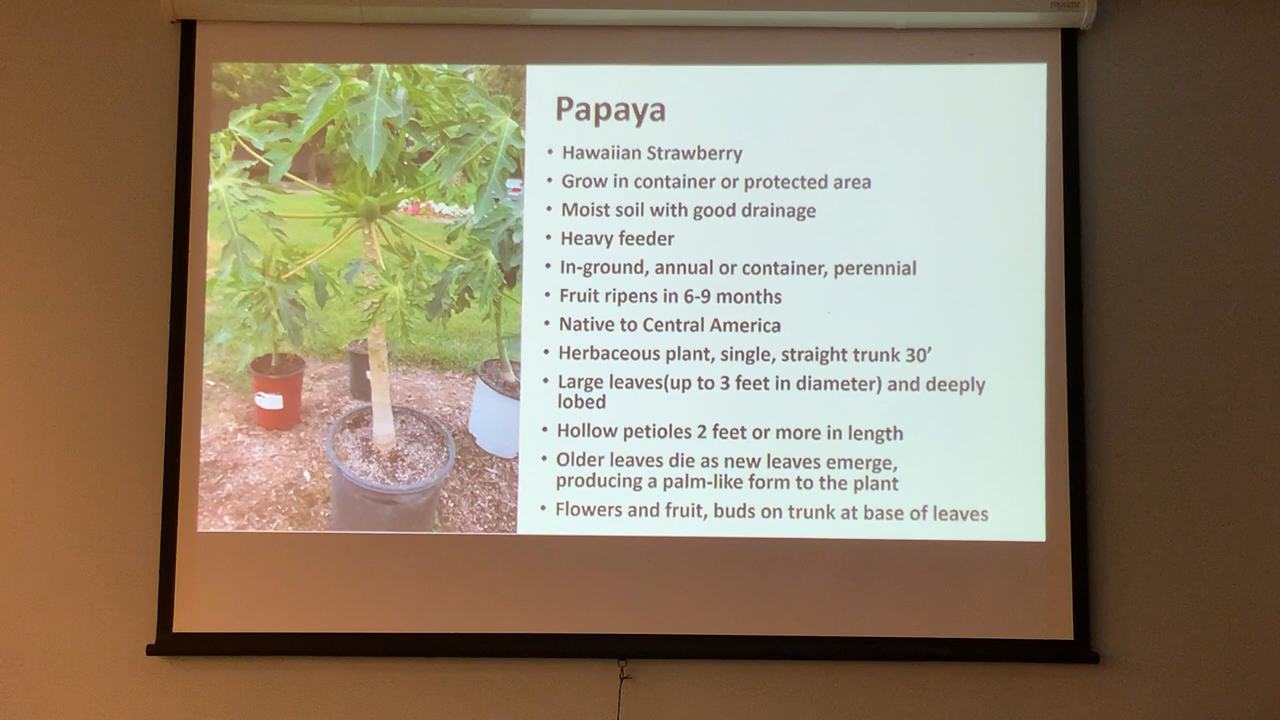 Papaya
• Hawaiian Strawberry
• Grow in container or protected area
• Moist soil with good drainage
• Heavy feeder
• In-ground, annual or container, perennial
• Fruit ripens in 6-9 months
• Native to Central America
• Herbaceous plant, single, straight trunk 30’
• Large leaves(up to 3 feet in diameter) and deeply
lobed
• Hollow petioles 2 feet or more in length
• Older leaves die as new leaves emerge,
producing a palm-like form to the plant
• Flowers and fruit, buds on trunk at base of leaves